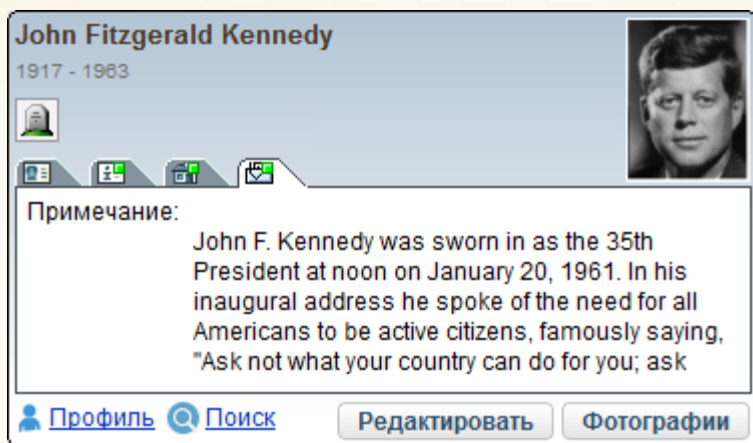 John Fitzgerald Kennedy
1917 - 1963
Примечание:
John F. Kennedy was sworn in as the 35th
President at noon on January 20, 1961. In his
inaugural address he spoke of the need for all
Americans to be active citizens, famously saying,
"Ask not what your country can do for you; ask
Профиль Поиск Редактировать Фотографии